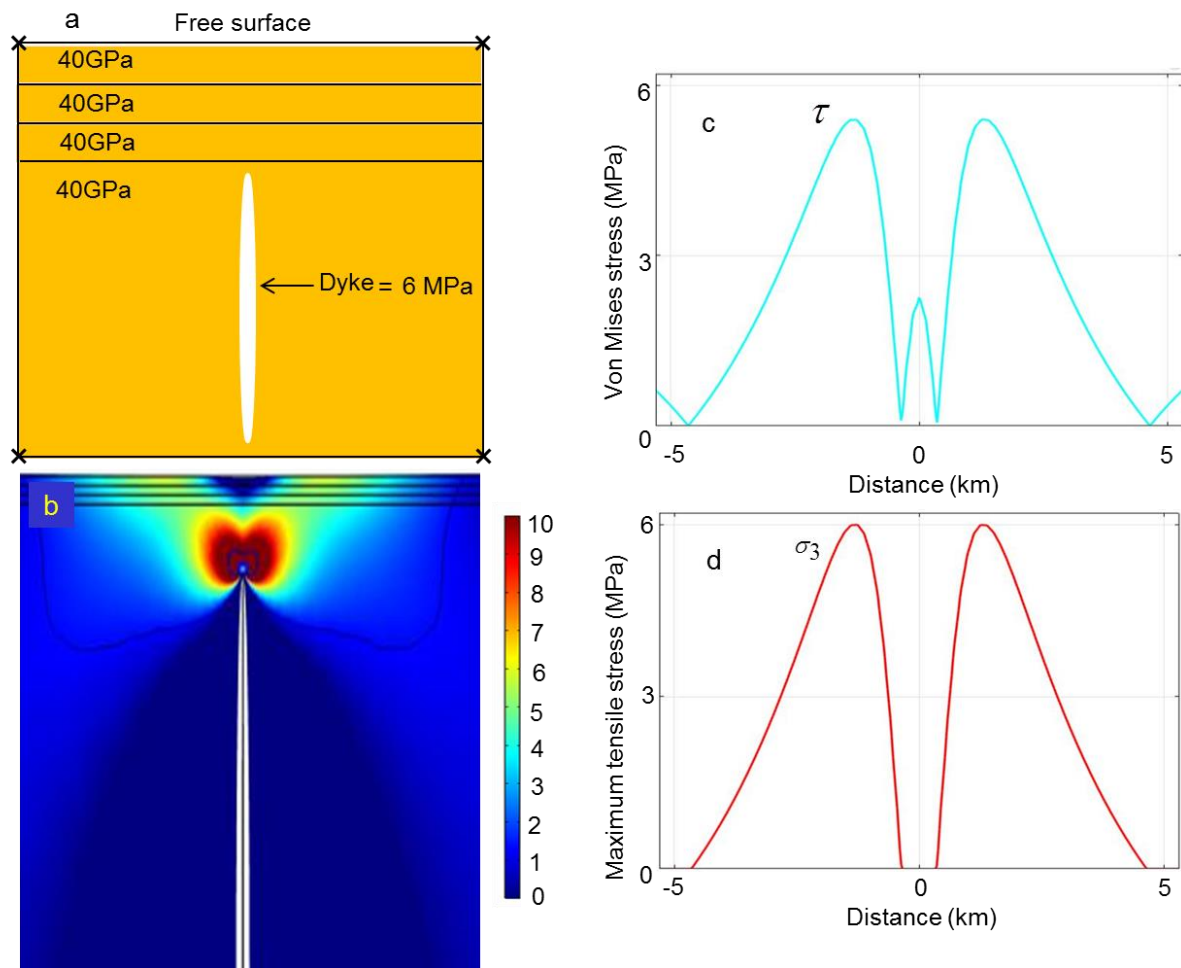 a
Free surface
40GPa
40GPa
40GPa
40GPa
Dyke = 6 MPa
b
10
9
8
7
6
5
4
3
2
1
0
c
τ
Von Mises stress (MPa)
6
3
0
-5
0
5
Distance (km)
d
σ3
Maximum tensile stress (MPa)
6
3
0
-5
0
5
Distance (km)